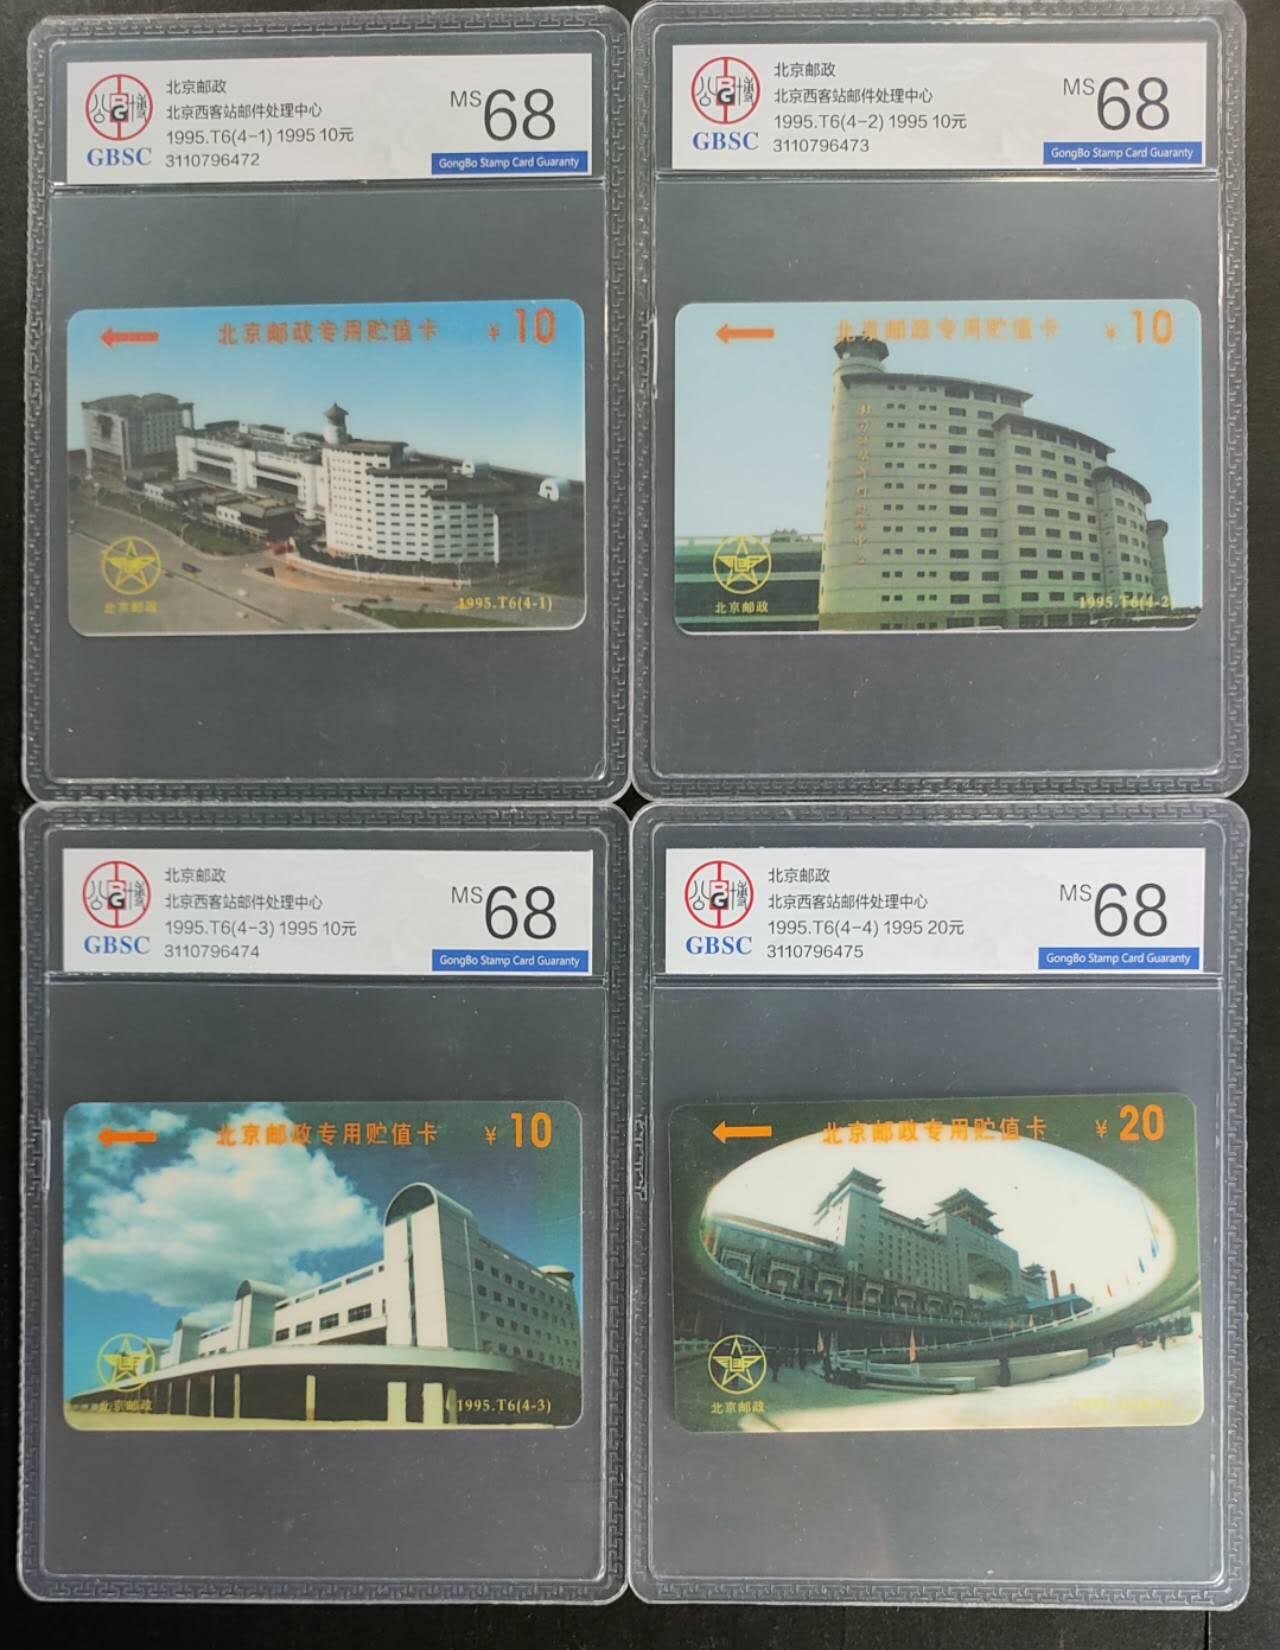 北京邮政
北京西客站邮件处理中心
1995.T6(4-1) 1995 10元
3110796472
GBSC
MS 68
GongBo Stamp Card Guaranty
北京邮政专用贮值卡 ¥ 10
北京邮政
1995.T6(4-1)
北京邮政
北京西客站邮件处理中心
1995.T6(4-2) 1995 10元
3110796473
GBSC
MS 68
GongBo Stamp Card Guaranty
北京邮政专用贮值卡 ¥ 10
北京邮政
1995.T6(4-2
北京邮政
北京西客站邮件处理中心
1995.T6(4-3) 1995 10元
3110796474
GBSC
MS 68
GongBo Stamp Card Guaranty
北京邮政专用贮值卡 ¥ 10
北京邮政
1995.T6(4-3)
北京邮政
北京西客站邮件处理中心
1995.T6(4-4) 1995 20元
3110796475
GBSC
MS 68
GongBo Stamp Card Guaranty
北京邮政专用贮值卡 ¥ 20
北京邮政